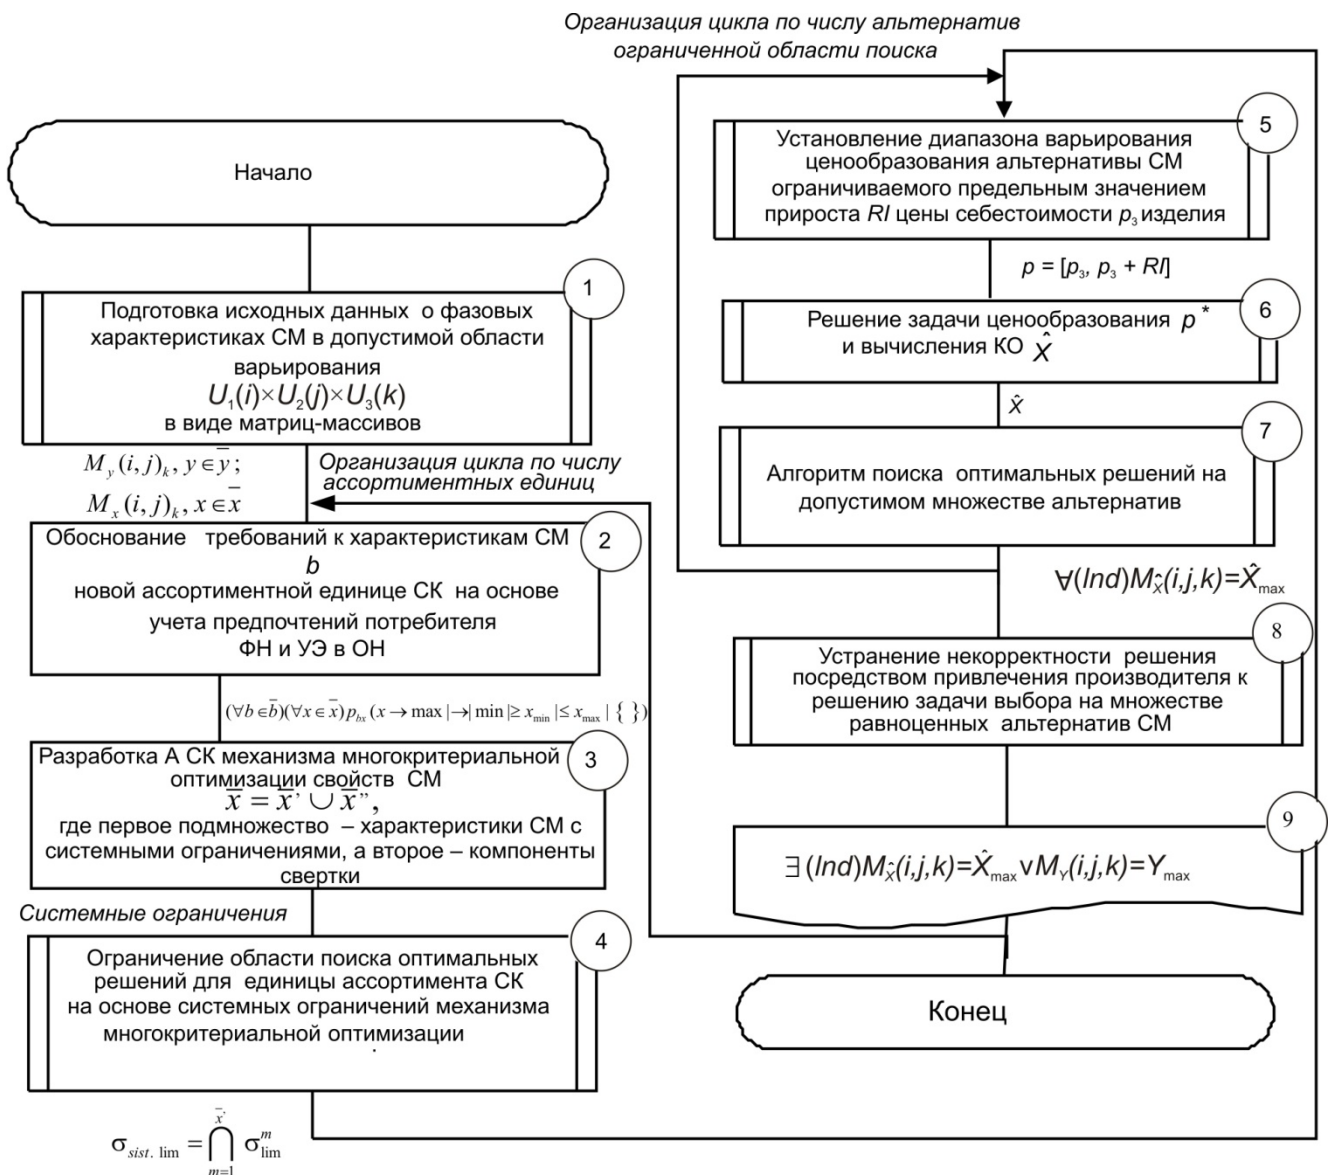 Начало
1
Подготовка исходных данных о фазовых
характеристиках СМ в допустимой области
варьирования
U₁(i)×U₂(j)×U₃(k)
в виде матриц-массивов
M_y (i, j)_k, y ∈ y̅ ;
M_x (i, j)_k, x ∈ x̅
Организация цикла по числу
ассортиментных единиц
2
Обоснование требований к характеристикам СМ
b
новой ассортиментной единице СК на основе
учета предпочтений потребителя
ФН и УЭ в ОН
(∀b ∈ b̅)(∀x ∈ x̅) p_bx (x → max |→| min |≥ x_min |≤ x_max | { })
3
Разработка А СК механизма многокритериальной
оптимизации свойств СМ
x̅ = x̅' ∪ x̅",
где первое подмножество – характеристики СМ с
системными ограничениями, а второе – компоненты
свертки
Системные ограничения
4
Ограничение области поиска оптимальных
решений для единицы ассортимента СК
на основе системных ограничений механизма
многокритериальной оптимизации
x̅'
σ_sist. lim = ⋂ σ^m_lim
m=1
Организация цикла по числу альтернатив
ограниченной области поиска
5
Установление диапазона варьирования
ценообразования альтернативы СМ
ограничиваемого предельным значением
прироста RI цены себестоимости p₃ изделия
p = [p₃, p₃ + RI]
6
Решение задачи ценообразования p*
и вычисления КО X̂
X̂
7
Алгоритм поиска оптимальных решений на
допустимом множестве альтернатив
∀(Ind)M_X̂(i,j,k)=X̂_max
8
Устранение некорректности решения
посредством привлечения производителя к
решению задачи выбора на множестве
равноценных альтернатив СМ
9
∃ (Ind)M_X̂(i,j,k)=X̂_max ∨ M_Y(i,j,k)=Y_max
Конец